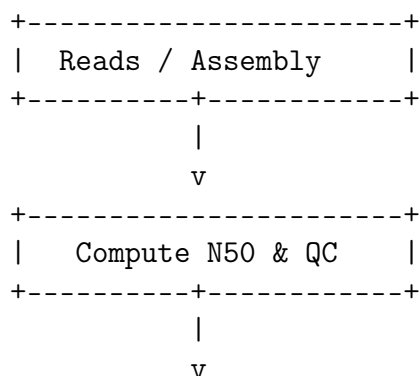 +-----------------------+
|  Reads / Assembly     |
+----------+------------+
           |
           v
+-----------------------+
|   Compute N50 & QC    |
+----------+------------+
           |
           v